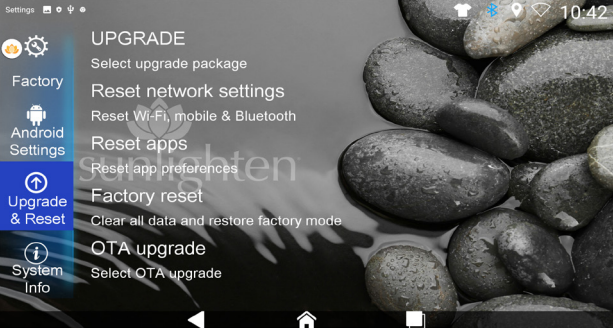 Settings
10:42
Factory
Android
Settings
Upgrade
& Reset
System
Info
UPGRADE
Select upgrade package
Reset network settings
Reset Wi-Fi, mobile & Bluetooth
Reset apps
Reset app preferences
Factory reset
Clear all data and restore factory mode
OTA upgrade
Select OTA upgrade
sunlighten